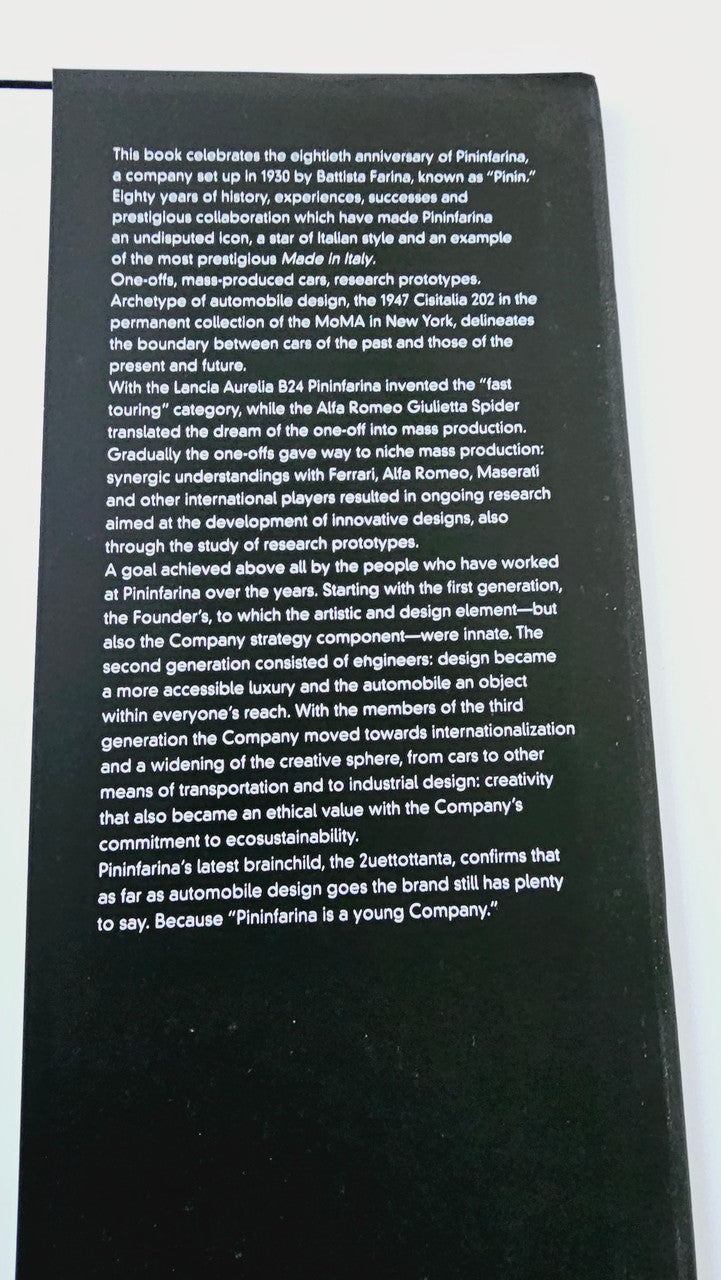 This book celebrates the eightieth anniversary of Pininfarina,
a company set up in 1930 by Battista Farina, known as “Pinin.”
Eighty years of history, experiences, successes and
prestigious collaboration which have made Pininfarina
an undisputed icon, a star of Italian style and an example
of the most prestigious Made in Italy.
One-offs, mass-produced cars, research prototypes.
Archetype of automobile design, the 1947 Cisitalia 202 in the
permanent collection of the MoMA in New York, delineates
the boundary between cars of the past and those of the
present and future.
With the Lancia Aurelia B24 Pininfarina invented the “fast
touring” category, while the Alfa Romeo Giulietta Spider
translated the dream of the one-off into mass production.
Gradually the one-offs gave way to niche mass production:
synergic understandings with Ferrari, Alfa Romeo, Maserati
and other international players resulted in ongoing research
aimed at the development of innovative designs, also
through the study of research prototypes.
A goal achieved above all by the people who have worked
at Pininfarina over the years. Starting with the first generation,
the Founder’s, to which the artistic and design element—but
also the Company strategy component—were innate. The
second generation consisted of engineers: design became
a more accessible luxury and the automobile an object
within everyone’s reach. With the members of the third
generation the Company moved towards internationalization
and a widening of the creative sphere, from cars to other
means of transportation and to industrial design: creativity
that also became an ethical value with the Company’s
commitment to ecosustainability.
Pininfarina’s latest brainchild, the 2uettottanta, confirms that
as far as automobile design goes the brand still has plenty
to say. Because “Pininfarina is a young Company.”